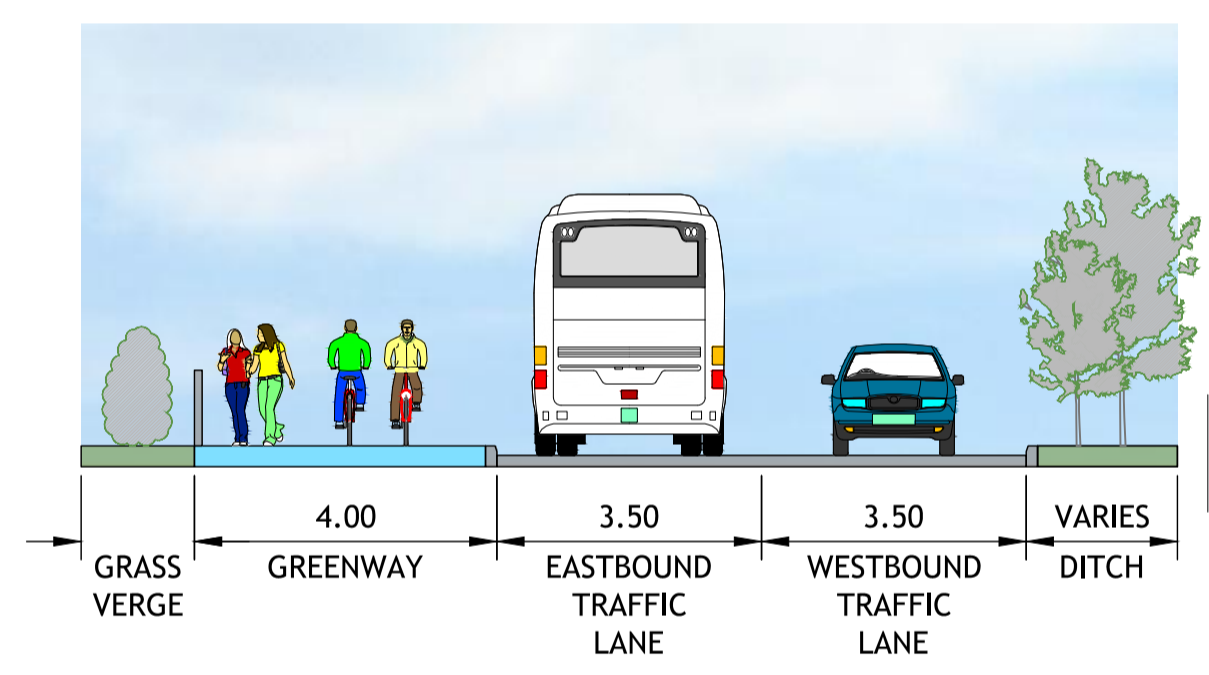 4.00
3.50
3.50
VARIES
GRASS
VERGE
GREENWAY
EASTBOUND
TRAFFIC
LANE
WESTBOUND
TRAFFIC
LANE
DITCH